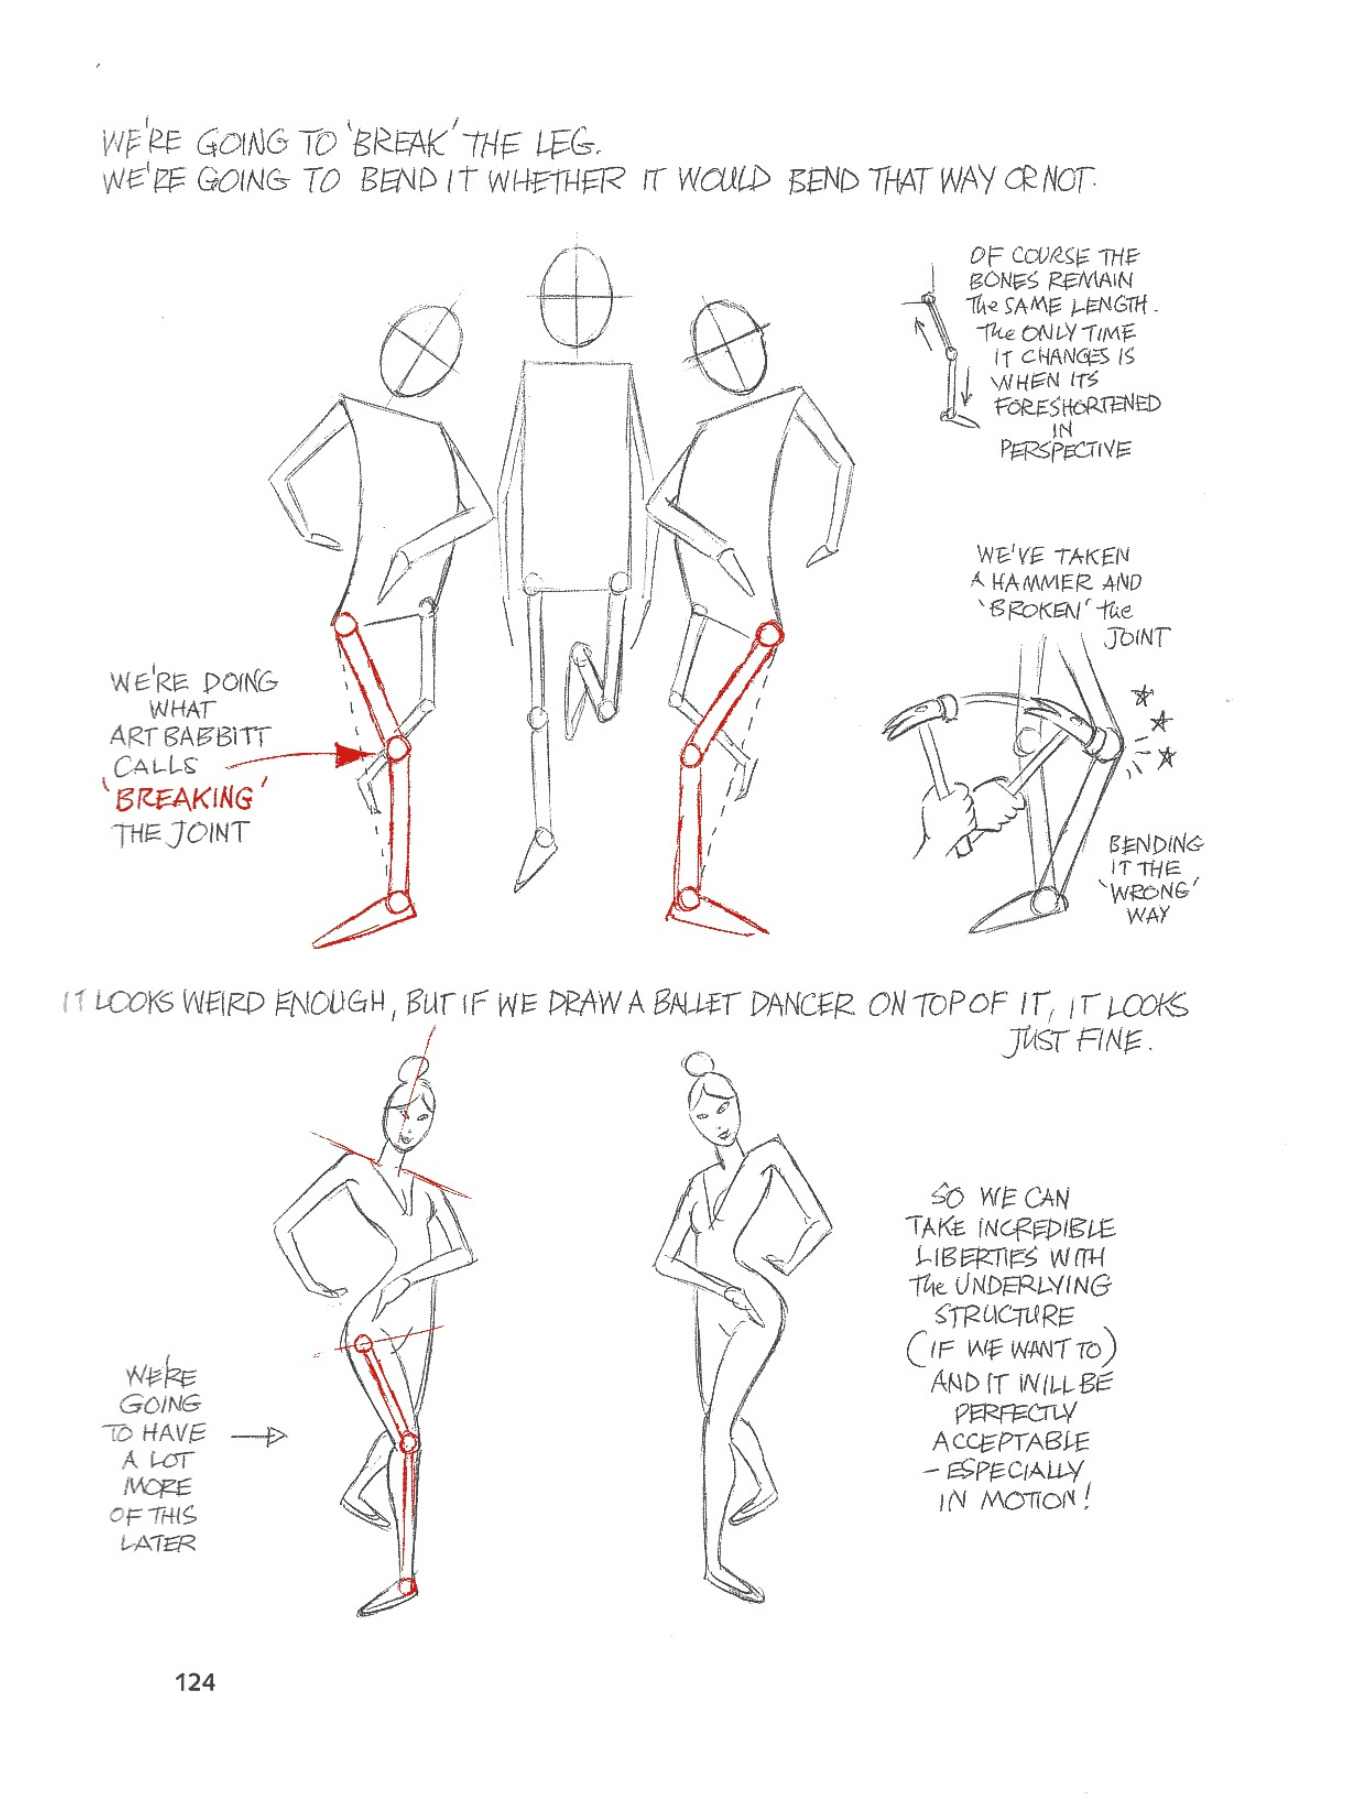 WE'RE GOING TO 'BREAK' THE LEG.
WE'RE GOING TO BEND IT WHETHER IT WOULD BEND THAT WAY OR NOT.
OF COURSE THE
BONES REMAIN
The SAME LENGTH.
The ONLY TIME
IT CHANGES IS
WHEN ITS
FORESHORTENED
IN
PERSPECTIVE
WE'VE TAKEN
A HAMMER AND
'BROKEN' the
JOINT
WE'RE DOING
WHAT
ART BABBITT
CALLS
'BREAKING'
THE JOINT
BENDING
IT THE
'WRONG'
WAY
IT LOOKS WEIRD ENOUGH, BUT IF WE DRAW A BALLET DANCER ON TOP OF IT, IT LOOKS
JUST FINE.
SO WE CAN
TAKE INCREDIBLE
LIBERTIES WITH
The UNDERLYING
STRUCTURE
(IF WE WANT TO)
AND IT WILL BE
PERFECTLY
ACCEPTABLE
- ESPECIALLY
IN MOTION!
WE'RE
GOING
TO HAVE
A LOT
MORE
OF THIS
LATER
124